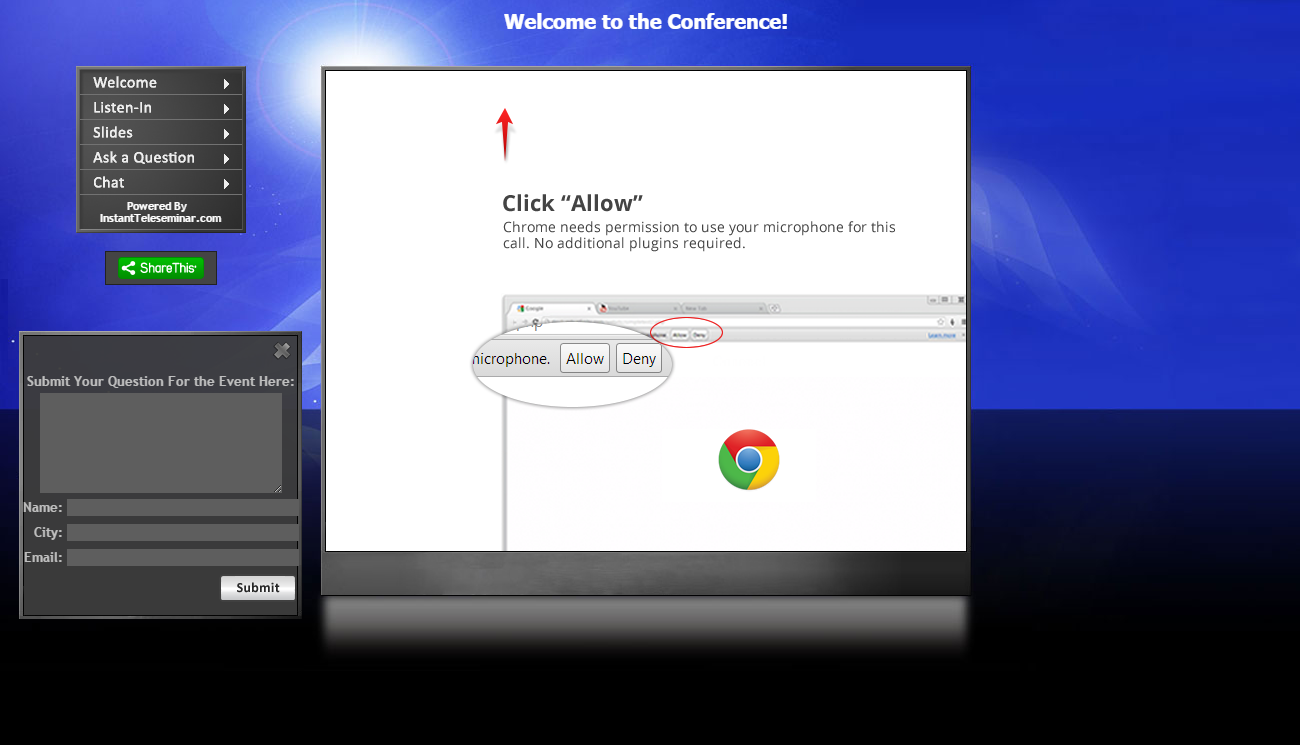 Welcome to the Conference!
Welcome
Listen-In
Slides
Ask a Question
Chat
Powered By
InstantTeleseminar.com
ShareThis
Submit Your Question For the Event Here:
Name:
City:
Email:
Submit
Click “Allow”
Chrome needs permission to use your microphone for this
call. No additional plugins required.
Google
YouTube
New Tab
Allow
Deny
Learn more
microphone.
Allow
Deny